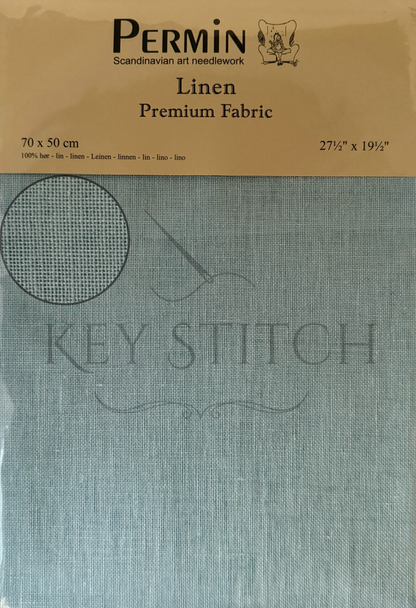 PERMIN
Scandinavian art needlework
Linen
Premium Fabric
70 x 50 cm
27½" x 19½"
100% hør - lin - linen - Leinen - linnen - lin - lino - lino
KEY STITCH